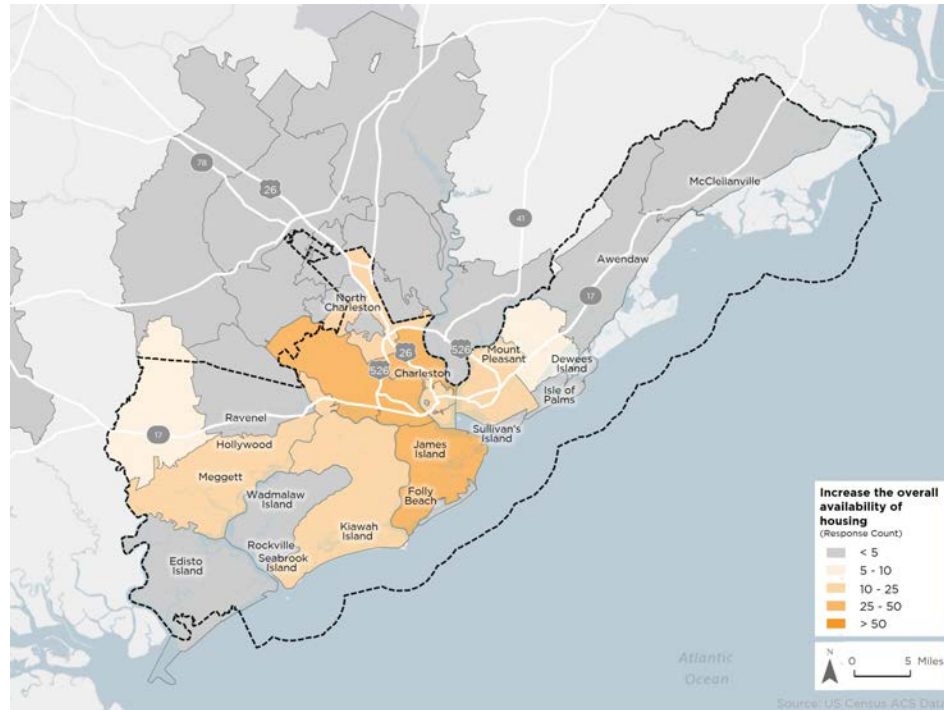 78
26
41
McClellanville
Awendaw
17
North
Charleston
526
Mount
Pleasant
Dewees
Island
26
526
Charleston
Isle of
Palms
Ravenel
Sullivan's
Island
17
Hollywood
James
Island
Meggett
Wadmalaw
Island
Folly
Beach
Kiawah
Island
Rockville
Seabrook
Island
Edisto
Island
Increase the overall
availability of
housing
(Response Count)
< 5
5 - 10
10 - 25
25 - 50
> 50
N
0 5 Miles
Atlantic
Ocean
Source: US Census ACS Data